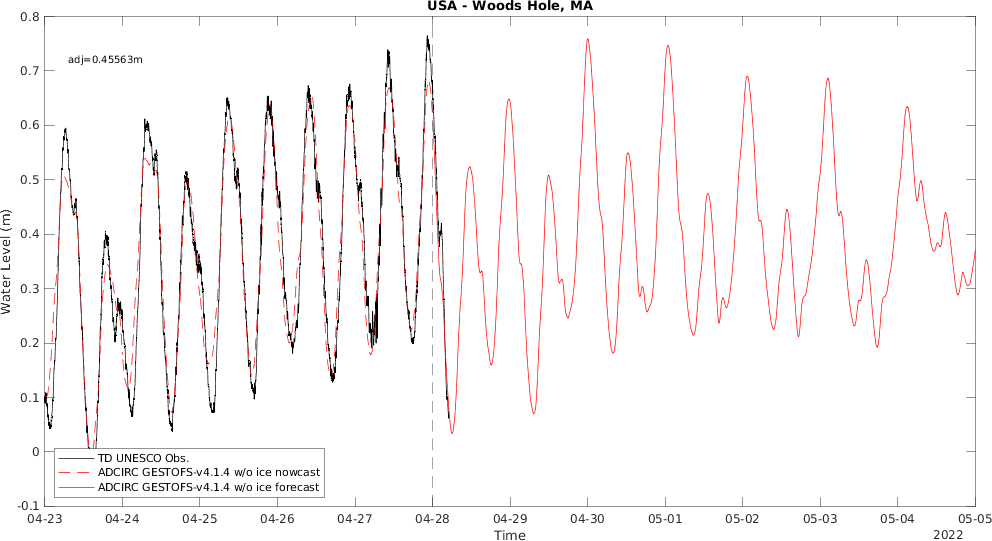 USA - Woods Hole, MA
adj=0.45563m
Water Level (m)
0.8
0.7
0.6
0.5
0.4
0.3
0.2
0.1
0
-0.1
TD UNESCO Obs.
ADCIRC GESTOFS-v4.1.4 w/o ice nowcast
ADCIRC GESTOFS-v4.1.4 w/o ice forecast
04-23 04-24 04-25 04-26 04-27 04-28 04-29 04-30 05-01 05-02 05-03 05-04 05-05
Time
2022